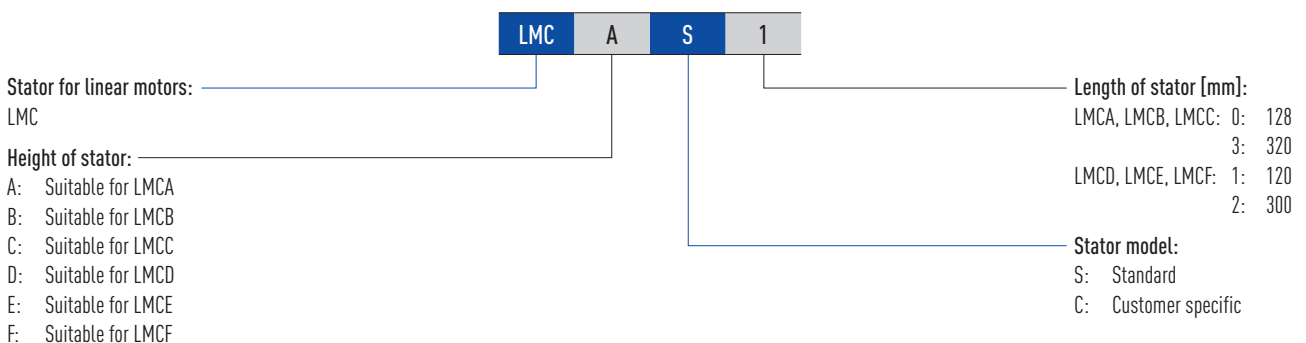 LMC A S 1
Stator for linear motors:
LMC
Height of stator:
A: Suitable for LMCA
B: Suitable for LMCB
C: Suitable for LMCC
D: Suitable for LMCD
E: Suitable for LMCE
F: Suitable for LMCF
Length of stator [mm]:
LMCA, LMCB, LMCC: 0: 128
3: 320
LMCD, LMCE, LMCF: 1: 120
2: 300
Stator model:
S: Standard
C: Customer specific